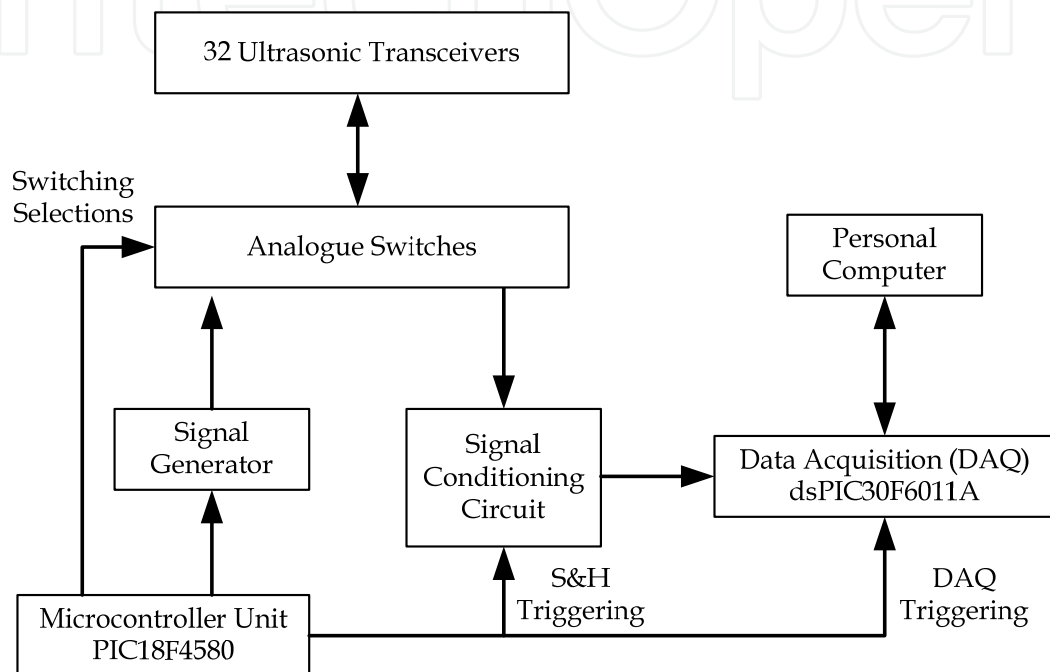 32 Ultrasonic Transceivers
Switching
Selections
Analogue Switches
Personal
Computer
Signal
Generator
Signal
Conditioning
Circuit
Data Acquisition (DAQ)
dsPIC30F6011A
S&H
Triggering
DAQ
Triggering
Microcontroller Unit
PIC18F4580